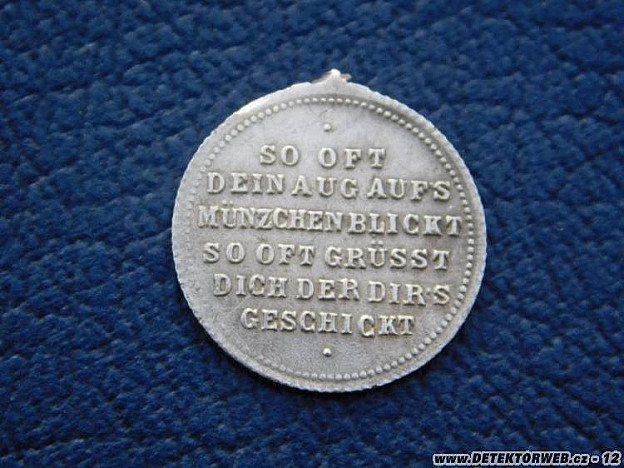 SO OFT
DEIN AUG AUFS
MÜNZCHEN BLICKT
SO OFT GRÜSST
DICH DER DIR'S
GESCHICKT
www.DETEKTORWEB.cz - 12